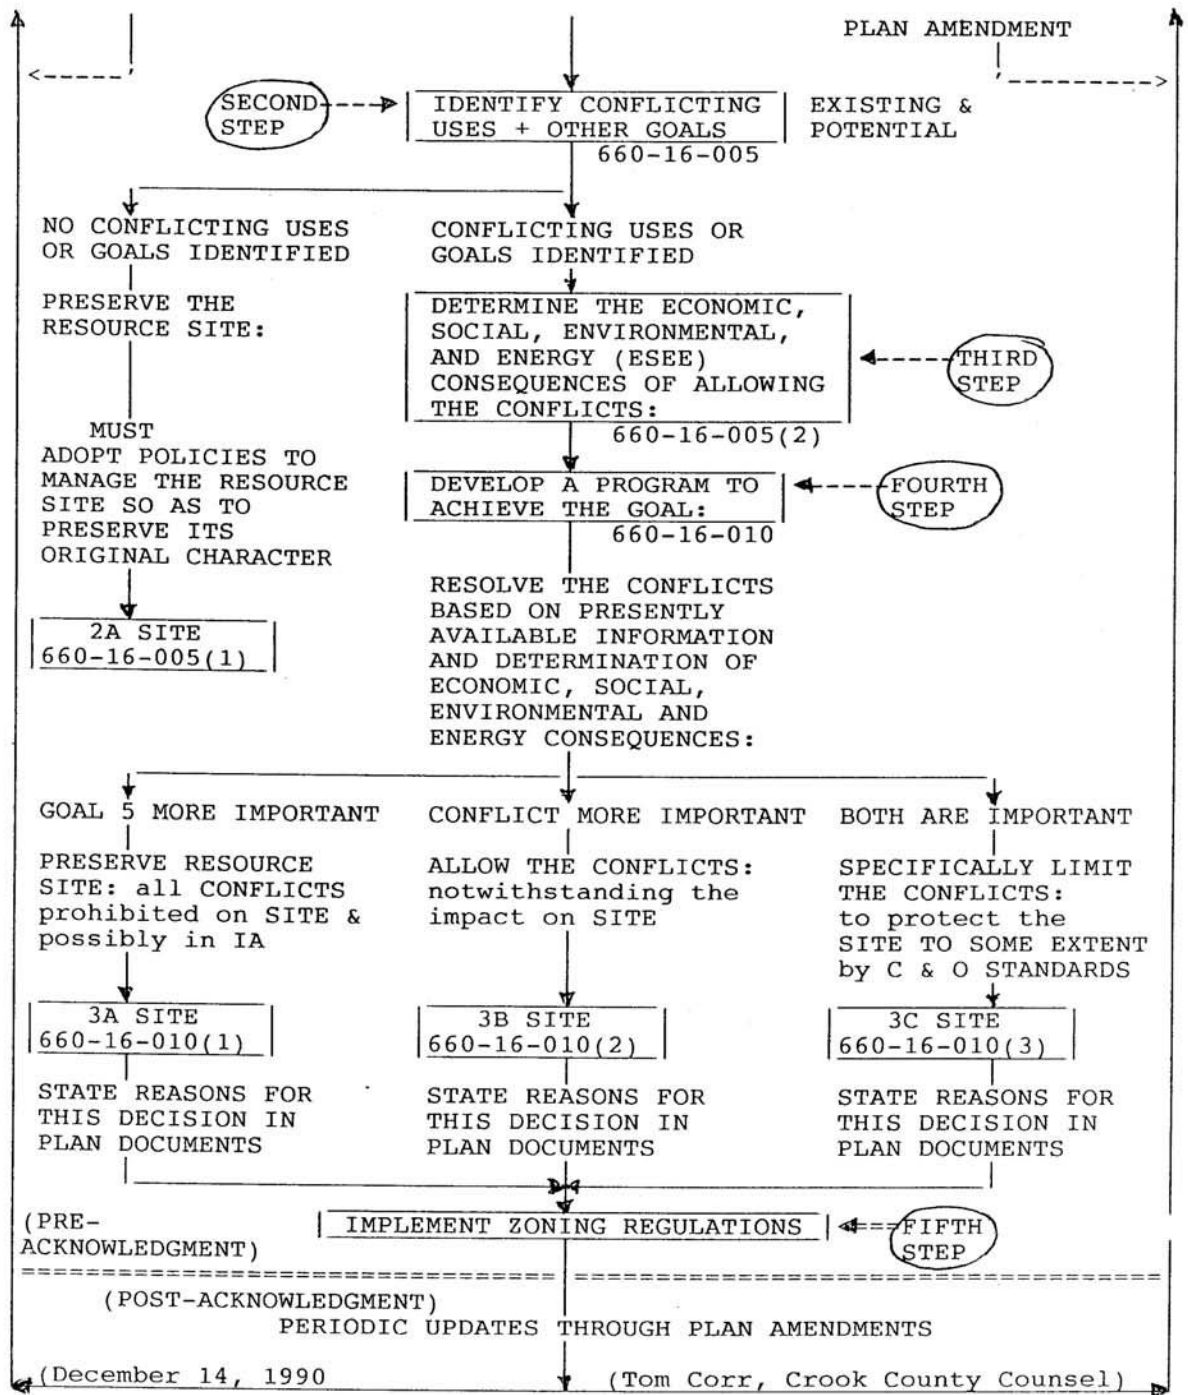 PLAN AMENDMENT
SECOND STEP
IDENTIFY CONFLICTING
USES + OTHER GOALS
EXISTING &
POTENTIAL
660-16-005
NO CONFLICTING USES
OR GOALS IDENTIFIED
PRESERVE THE
RESOURCE SITE:
MUST
ADOPT POLICIES TO
MANAGE THE RESOURCE
SITE SO AS TO
PRESERVE ITS
ORIGINAL CHARACTER
2A SITE
660-16-005(1)
CONFLICTING USES OR
GOALS IDENTIFIED
DETERMINE THE ECONOMIC,
SOCIAL, ENVIRONMENTAL,
AND ENERGY (ESEE)
CONSEQUENCES OF ALLOWING
THE CONFLICTS:
660-16-005(2)
THIRD
STEP
DEVELOP A PROGRAM TO
ACHIEVE THE GOAL:
660-16-010
FOURTH
STEP
RESOLVE THE CONFLICTS
BASED ON PRESENTLY
AVAILABLE INFORMATION
AND DETERMINATION OF
ECONOMIC, SOCIAL,
ENVIRONMENTAL AND
ENERGY CONSEQUENCES:
GOAL 5 MORE IMPORTANT
PRESERVE RESOURCE
SITE: all CONFLICTS
prohibited on SITE &
possibly in IA
3A SITE
660-16-010(1)
STATE REASONS FOR
THIS DECISION IN
PLAN DOCUMENTS
CONFLICT MORE IMPORTANT
ALLOW THE CONFLICTS:
notwithstanding the
impact on SITE
3B SITE
660-16-010(2)
STATE REASONS FOR
THIS DECISION IN
PLAN DOCUMENTS
BOTH ARE IMPORTANT
SPECIFICALLY LIMIT
THE CONFLICTS:
to protect the
SITE TO SOME EXTENT
by C & O STANDARDS
3C SITE
660-16-010(3)
STATE REASONS FOR
THIS DECISION IN
PLAN DOCUMENTS
(PRE-
ACKNOWLEDGMENT)
IMPLEMENT ZONING REGULATIONS
FIFTH
STEP
(POST-ACKNOWLEDGMENT)
PERIODIC UPDATES THROUGH PLAN AMENDMENTS
(December 14, 1990
(Tom Corr, Crook County Counsel)